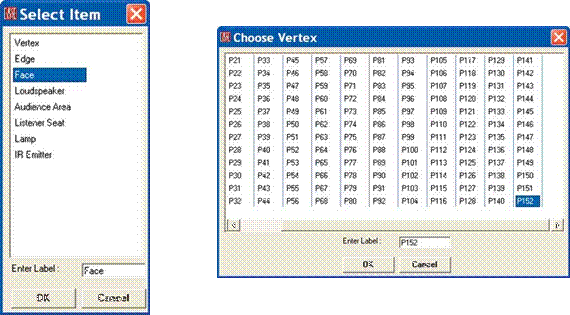 Select Item
Vertex
Edge
Face
Loudspeaker
Audience Area
Listener Seat
Lamp
IR Emitter
Enter Label :
Face
OK
Cancel
Choose Vertex
P21 P33 P45 P57 P69 P81 P93 P105 P117 P129 P141
P22 P34 P46 P58 P70 P82 P94 P106 P118 P130 P142
P23 P35 P47 P59 P71 P83 P95 P107 P119 P131 P143
P24 P36 P48 P60 P72 P84 P96 P108 P120 P132 P144
P25 P37 P49 P61 P73 P85 P97 P109 P121 P133 P145
P26 P38 P50 P62 P74 P86 P98 P110 P122 P134 P146
P27 P39 P51 P63 P75 P87 P99 P111 P123 P135 P147
P28 P40 P52 P64 P76 P88 P100 P112 P124 P136 P148
P29 P41 P53 P65 P77 P89 P101 P113 P125 P137 P149
P30 P42 P54 P66 P78 P90 P102 P114 P126 P138 P150
P31 P43 P55 P67 P79 P91 P103 P115 P127 P139 P151
P32 P44 P56 P68 P80 P92 P104 P116 P128 P140 P152
Enter Label :
P152
OK
Cancel